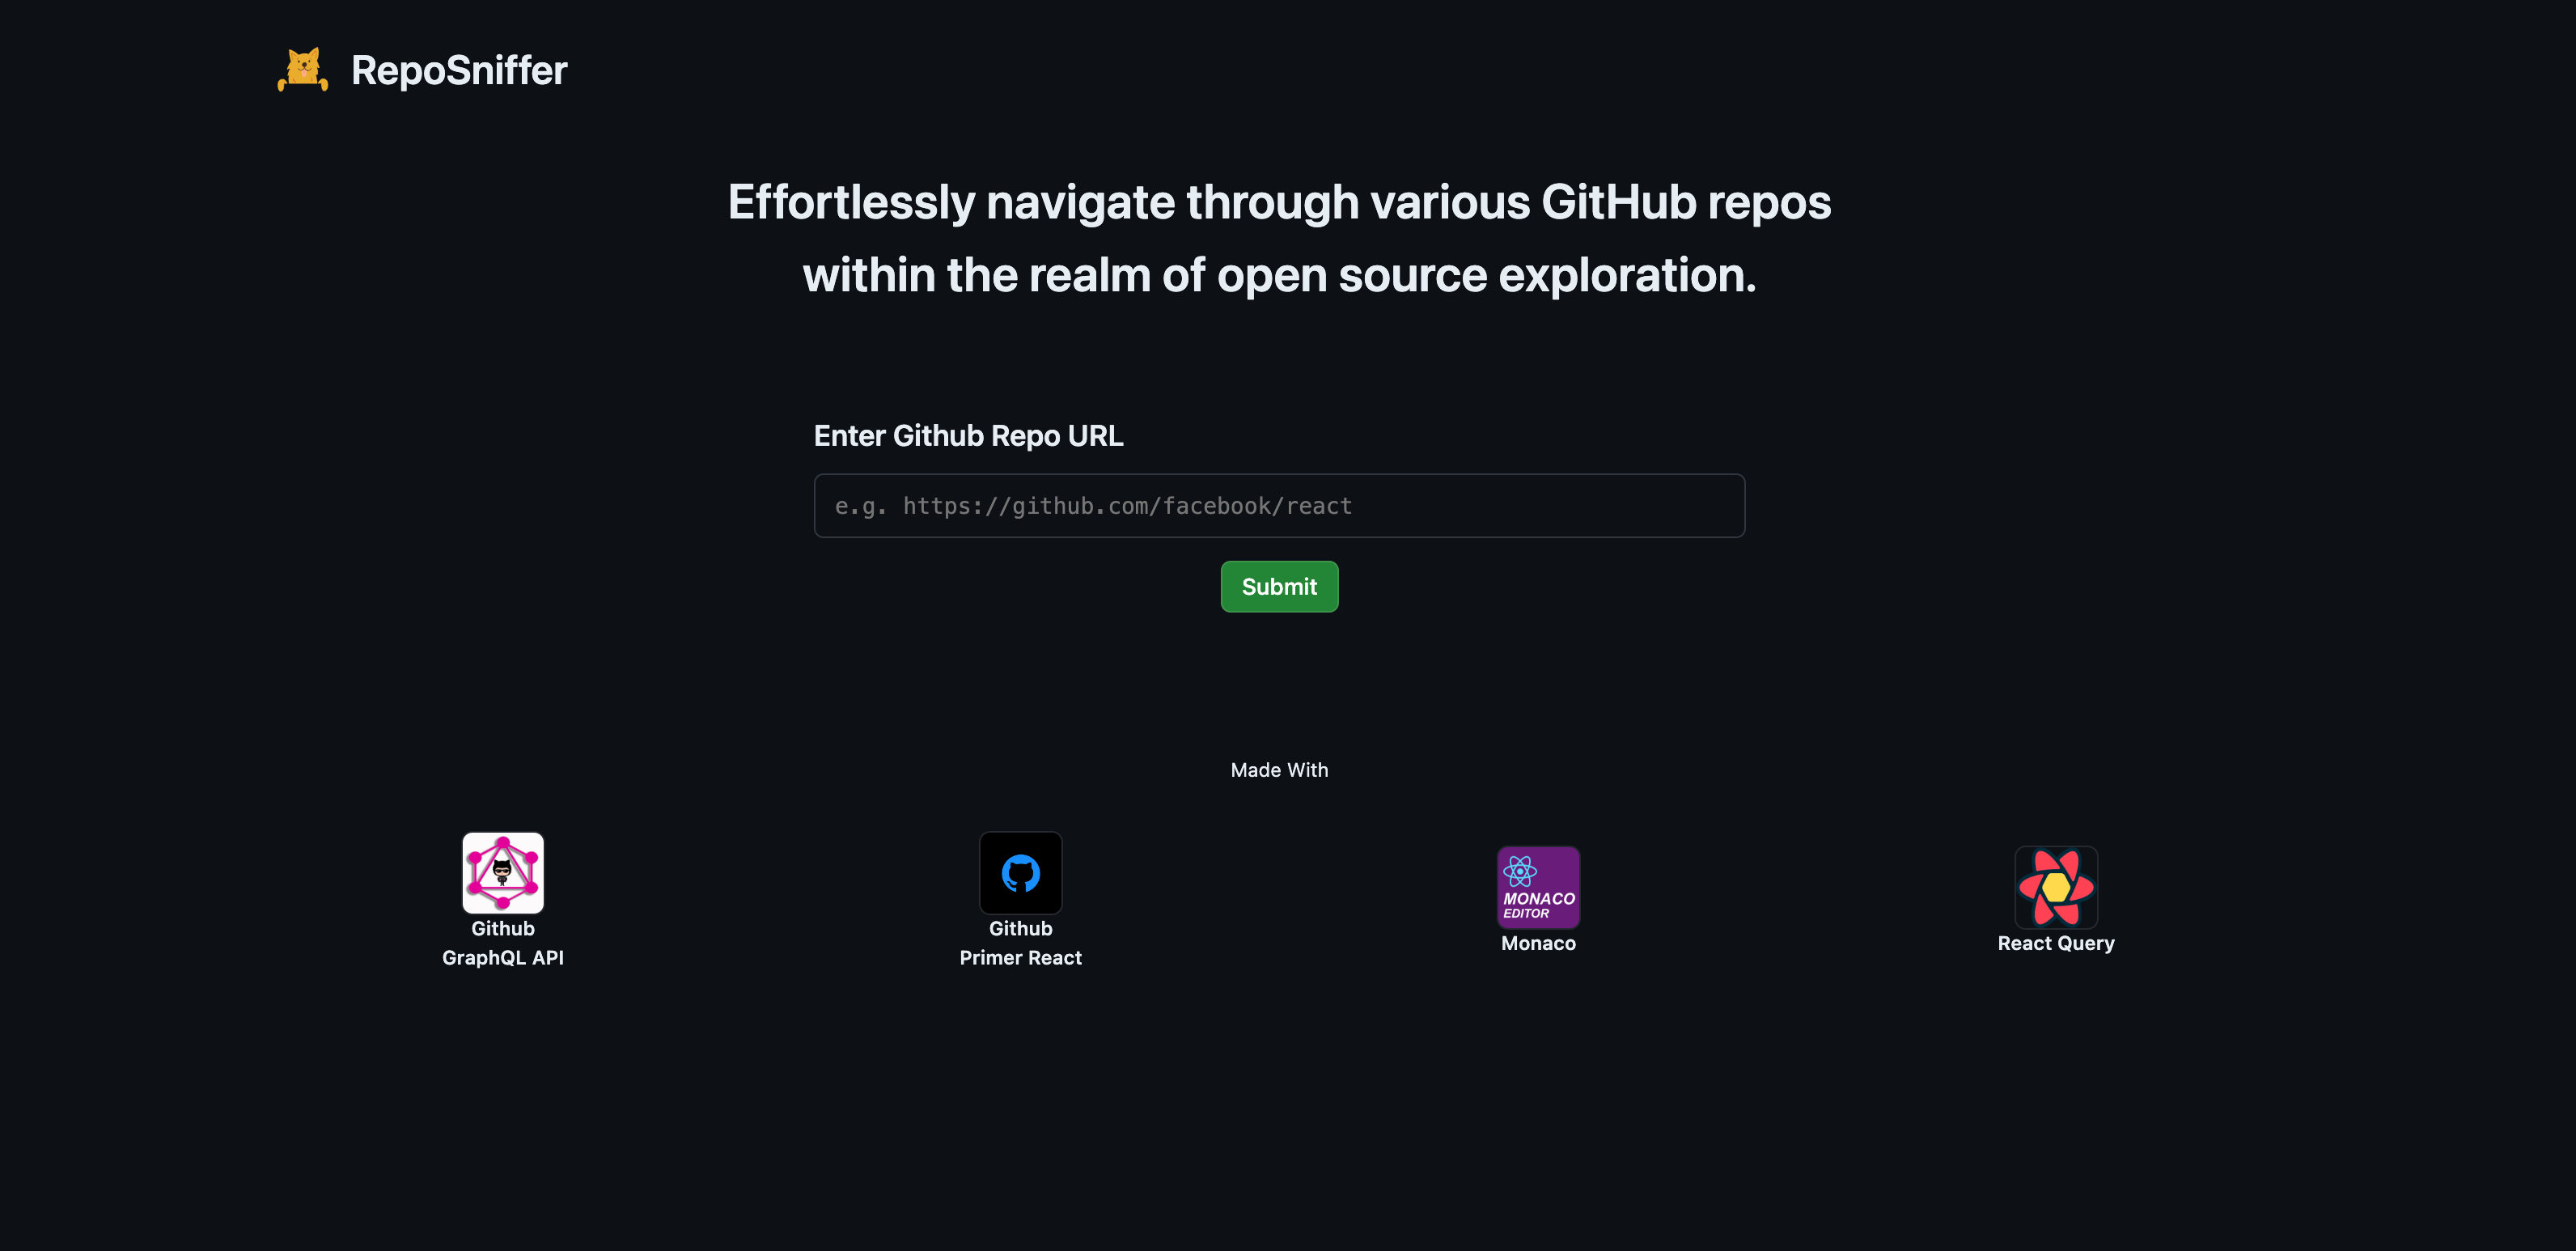 RepoSniffer
Effortlessly navigate through various GitHub repos
within the realm of open source exploration.
Enter Github Repo URL
e.g. https://github.com/facebook/react
Submit
Made With
Github
GraphQL API
Github
Primer React
MONACO
EDITOR
Monaco
React Query